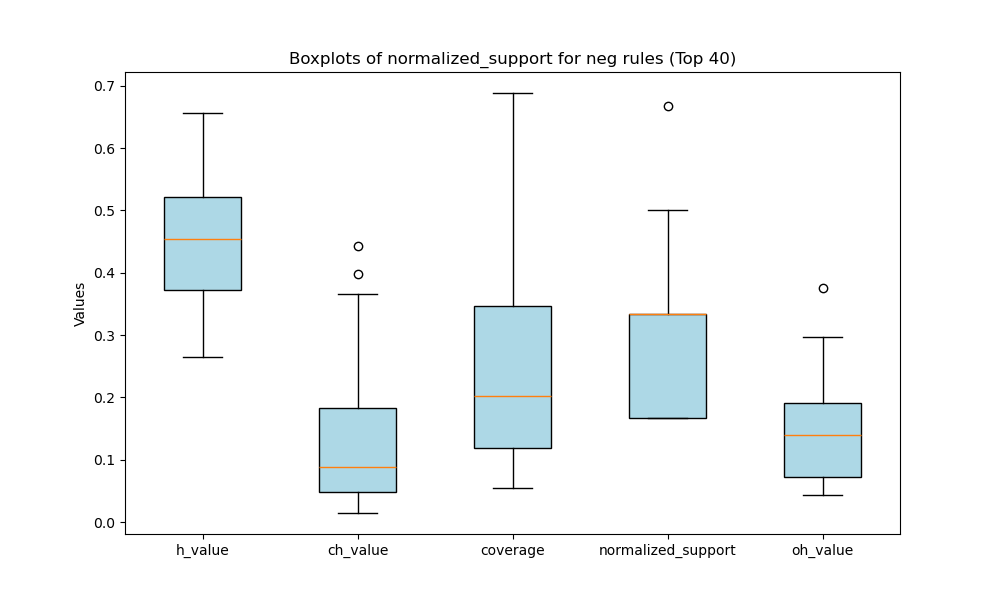 Boxplots of normalized_support for neg rules (Top 40)
Values
0.7
0.6
0.5
0.4
0.3
0.2
0.1
0.0
h_value
ch_value
coverage
normalized_support
oh_value